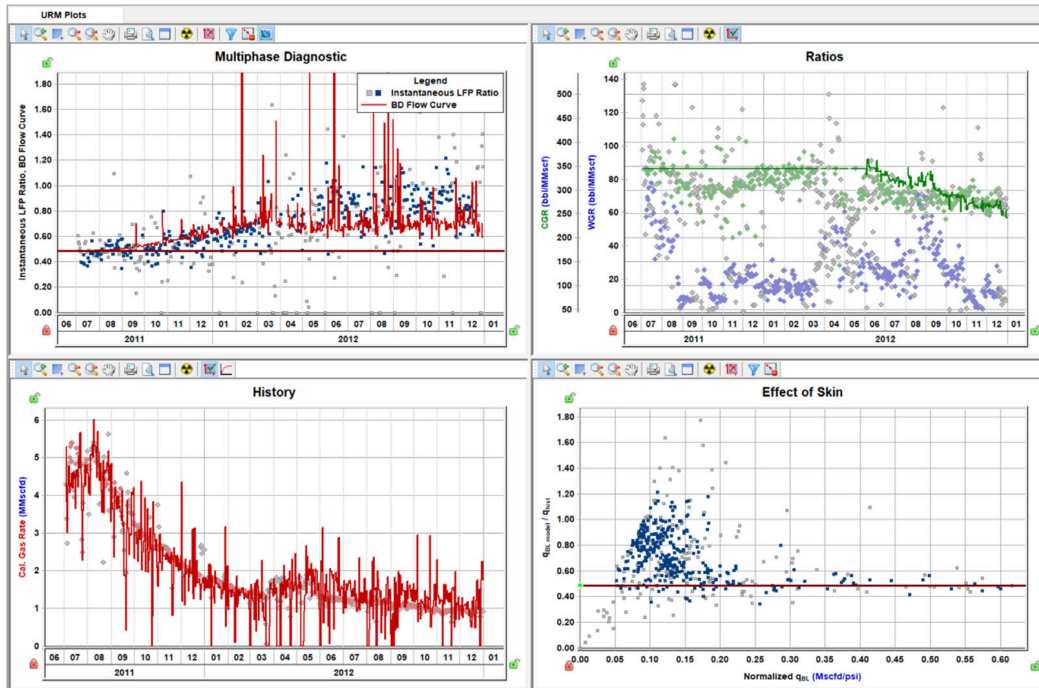 URM Plots
Multiphase Diagnostic
Legend
Instantaneous LFP Ratio
BD Flow Curve
Instantaneous LFP Ratio, BD Flow Curve
1.80
1.60
1.40
1.20
1.00
0.80
0.60
0.40
0.20
0.00
06 07 08 09 10 11 12 01 02 03 04 05 06 07 08 09 10 11 12 01
2011 2012
Ratios
CGR (bbl/MMscf)
500
450
400
350
300
250
200
150
100
50
WGR (bbl/MMscf)
140
120
100
80
60
40
20
0
06 07 08 09 10 11 12 01 02 03 04 05 06 07 08 09 10 11 12 01
2011 2012
History
Cal. Gas Rate (MMscfd)
6
5
4
3
2
1
0
06 07 08 09 10 11 12 01 02 03 04 05 06 07 08 09 10 11 12 01
2011 2012
Effect of Skin
qBL model / qhist
1.80
1.60
1.40
1.20
1.00
0.80
0.60
0.40
0.20
0.00
0.00 0.05 0.10 0.15 0.20 0.25 0.30 0.35 0.40 0.45 0.50 0.55 0.60
Normalized qBL (Mscfd/psi)